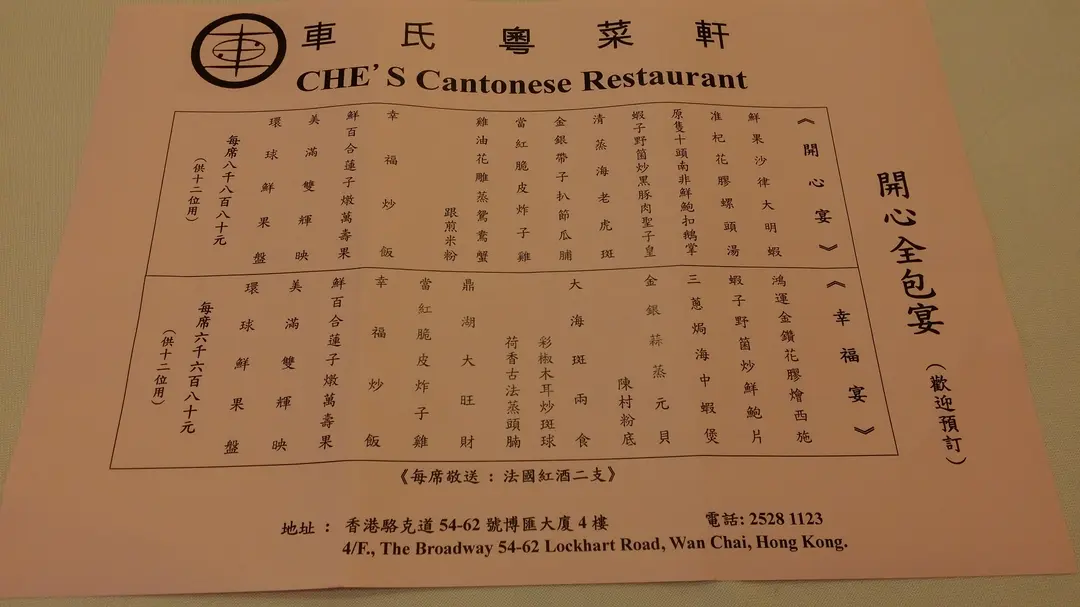 車氏粵菜軒
CHE'S Cantonese Restaurant
開心全包宴(歡迎預訂)
《開心宴》
鮮果沙律大明蝦
准杞花膠螺頭湯
原隻十頭南非鮮鮑扣鵝掌
蝦子野箘炒黑豚肉聖子皇
清蒸海老虎斑
金銀帶子扒節瓜脯
當紅脆皮炸子雞
雞油花雕蒸鴛鴦蟹
跟煎米粉
幸福炒飯
鮮百合蓮子燉萬壽果
美滿雙輝映
環球鮮果盤
每席八千八百八十元
(供十二位用)
《幸福宴》
鴻運金鑽花膠燴西施
蝦子野箘炒鮮鮑片
三蔥焗海中蝦煲
金銀蒜蒸元貝
陳村粉底
大海斑兩食
彩椒木耳炒斑球
荷香古法蒸頭腩
鼎湖大旺財
當紅脆皮炸子雞
幸福炒飯
鮮百合蓮子燉萬壽果
美滿雙輝映
環球鮮果盤
每席六千六百八十元
(供十二位用)
《每席敬送：法國紅酒二支》
地址： 香港駱克道 54-62 號博匯大廈 4 樓
電話: 2528 1123
4/F., The Broadway 54-62 Lockhart Road, Wan Chai, Hong Kong.